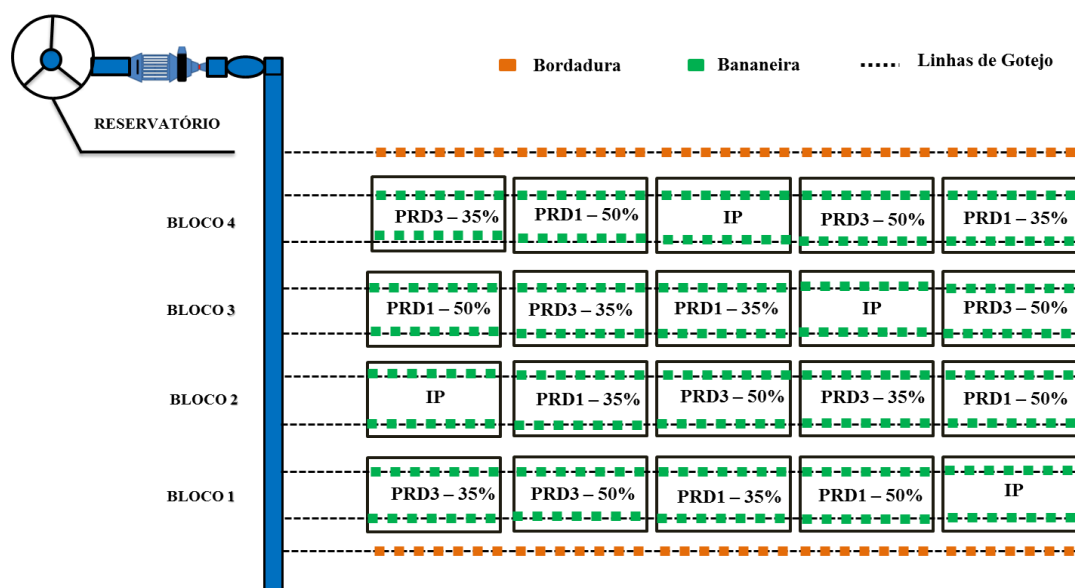 Bordadura
Bananeira
Linhas de Gotejo
RESERVATÓRIO
BLOCO 4
PRD3 – 35%
PRD1 – 50%
IP
PRD3 – 50%
PRD1 – 35%
BLOCO 3
PRD1 – 50%
PRD3 – 35%
PRD1 – 35%
IP
PRD3 – 50%
BLOCO 2
IP
PRD1 – 35%
PRD3 – 50%
PRD3 – 35%
PRD1 – 50%
BLOCO 1
PRD3 – 35%
PRD3 – 50%
PRD1 – 35%
PRD1 – 50%
IP